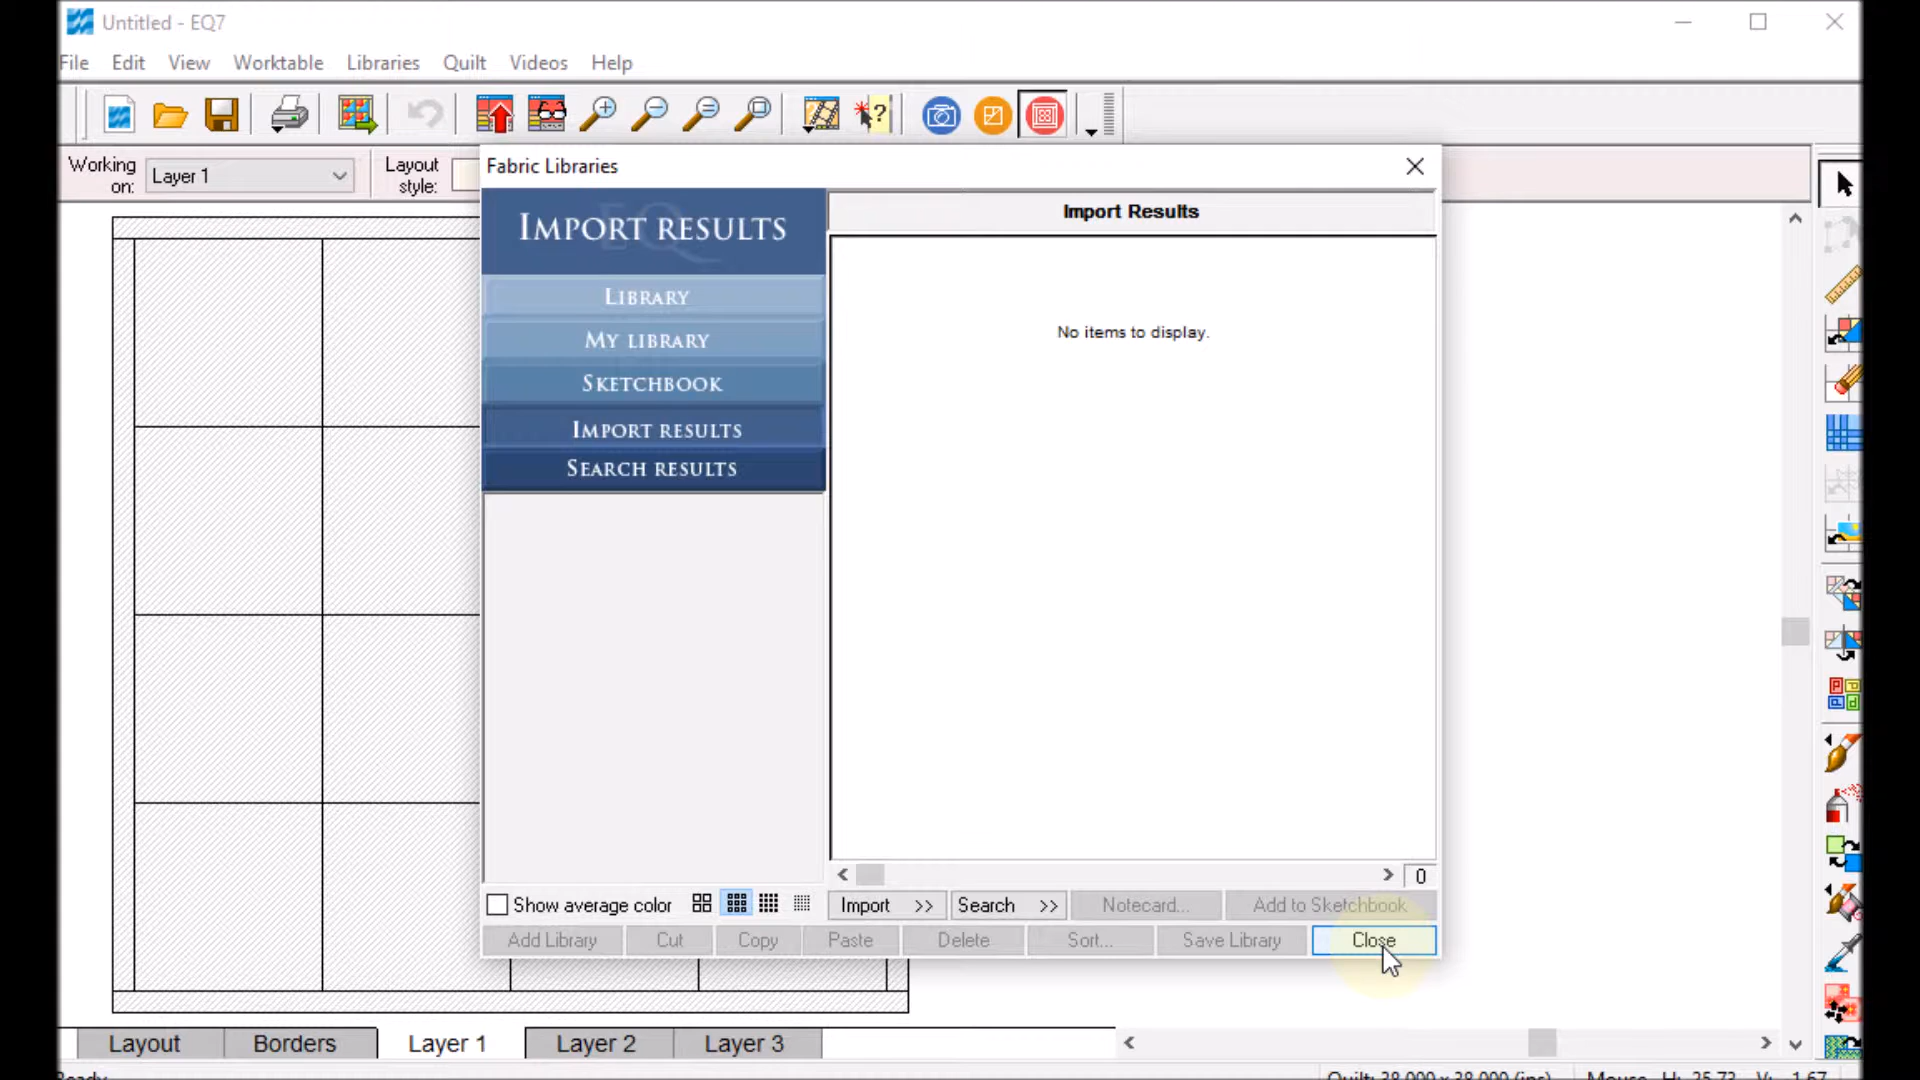 Untitled - EQ7
File Edit View Worktable Libraries Quilt Videos Help
Working on: Layer 1 Layout style:
Fabric Libraries
IMPORT RESULTS
Import Results
LIBRARY
No items to display.
MY LIBRARY
SKETCHBOOK
IMPORT RESULTS
SEARCH RESULTS
0
Show average color Import >> Search >> Notecard... Add to Sketchbook
Add Library Cut Copy Paste Delete Sort... Save Library Close
Layout Borders Layer 1 Layer 2 Layer 3
Ready Quilt: 38.000 x 38.000 (ins) Mouse H: 25.73 V: 1.67